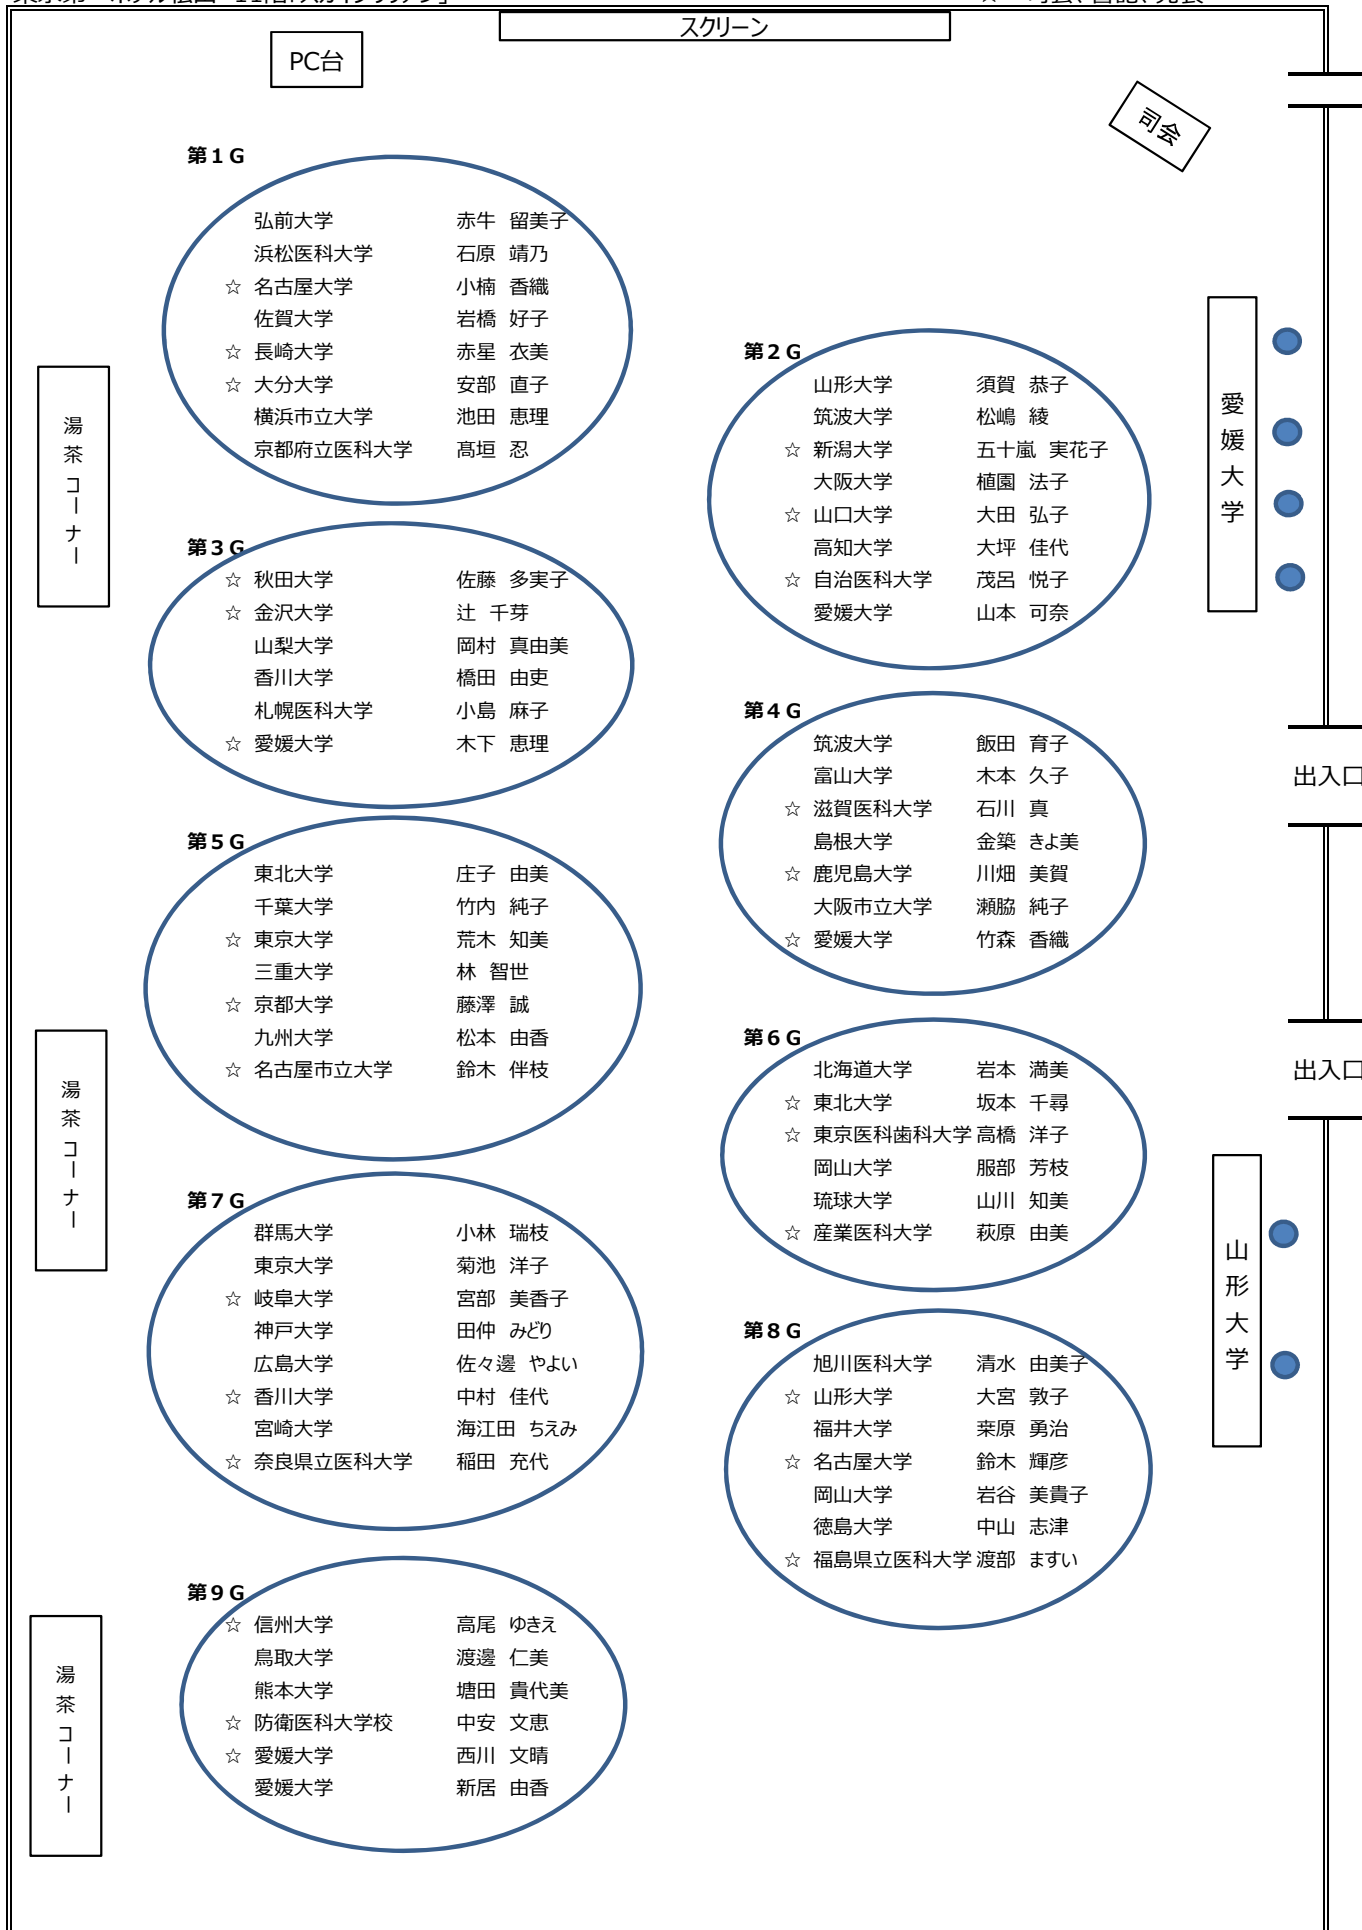 スクリーン
PC台
司会
第１G
弘前大学 赤牛 留美子
浜松医科大学 石原 靖乃
☆ 名古屋大学 小楠 香織
佐賀大学 岩橋 好子
☆ 長崎大学 赤星 衣美
☆ 大分大学 安部 直子
横浜市立大学 池田 恵理
京都府立医科大学 髙垣 忍
第２G
山形大学 須賀 恭子
筑波大学 松嶋 綾
☆ 新潟大学 五十嵐 実花子
大阪大学 植園 法子
☆ 山口大学 大田 弘子
高知大学 大坪 佳代
☆ 自治医科大学 茂呂 悦子
愛媛大学 山本 可奈
愛媛大学
湯茶コーナー
第３G
☆ 秋田大学 佐藤 多実子
☆ 金沢大学 辻 千芽
山梨大学 岡村 真由美
香川大学 橋田 由吏
札幌医科大学 小島 麻子
☆ 愛媛大学 木下 恵理
第４G
筑波大学 飯田 育子
富山大学 木本 久子
☆ 滋賀医科大学 石川 真
島根大学 金築 きよ美
☆ 鹿児島大学 川畑 美賀
大阪市立大学 瀬脇 純子
☆ 愛媛大学 竹森 香織
出入口
第５G
東北大学 庄子 由美
千葉大学 竹内 純子
☆ 東京大学 荒木 知美
三重大学 林 智世
☆ 京都大学 藤澤 誠
九州大学 松本 由香
☆ 名古屋市立大学 鈴木 伴枝
湯茶コーナー
第６G
北海道大学 岩本 満美
☆ 東北大学 坂本 千尋
☆ 東京医科歯科大学 高橋 洋子
岡山大学 服部 芳枝
琉球大学 山川 知美
☆ 産業医科大学 萩原 由美
出入口
第７G
群馬大学 小林 瑞枝
東京大学 菊池 洋子
☆ 岐阜大学 宮部 美香子
神戸大学 田仲 みどり
広島大学 佐々邊 やよい
☆ 香川大学 中村 佳代
宮崎大学 海江田 ちえみ
☆ 奈良県立医科大学 稲田 充代
山形大学
第８G
旭川医科大学 清水 由美子
☆ 山形大学 大宮 敦子
福井大学 桒原 勇治
☆ 名古屋大学 鈴木 輝彦
岡山大学 岩谷 美貴子
徳島大学 中山 志津
☆ 福島県立医科大学 渡部 ますい
第９G
☆ 信州大学 高尾 ゆきえ
鳥取大学 渡邊 仁美
熊本大学 塘田 貴代美
☆ 防衛医科大学校 中安 文恵
☆ 愛媛大学 西川 文晴
愛媛大学 新居 由香
湯茶コーナー